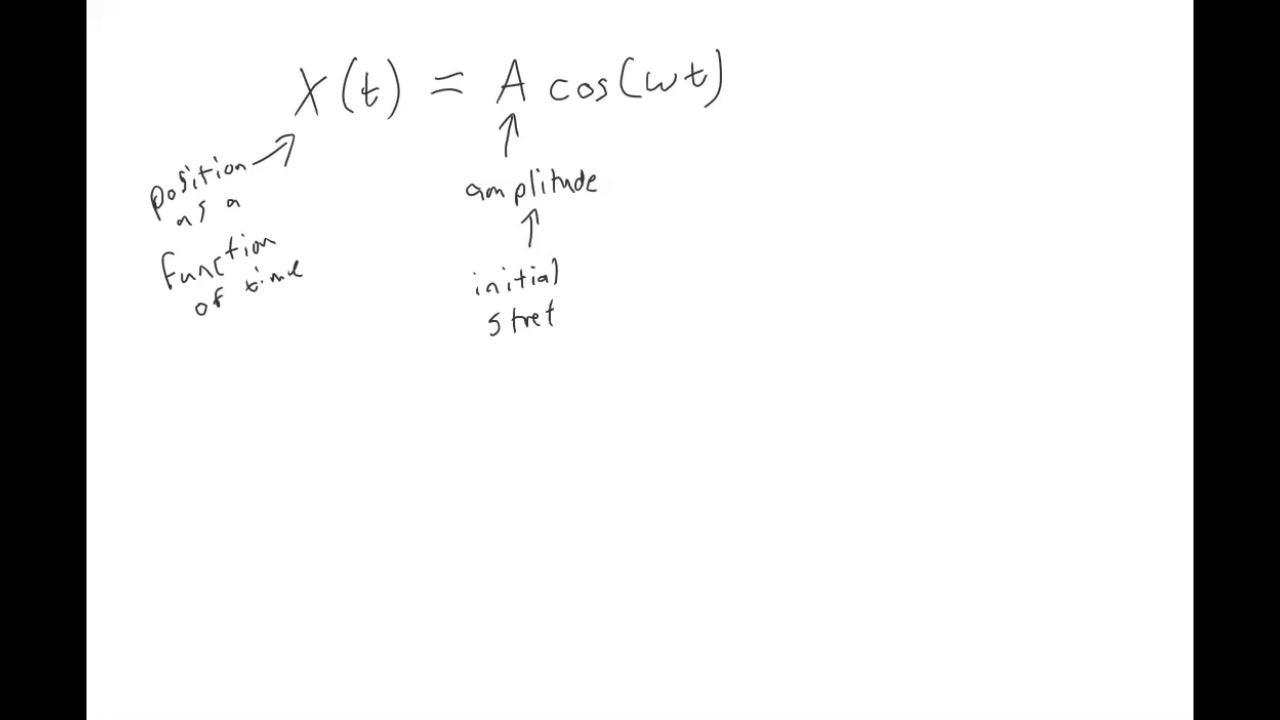 X(t) = A cos(ωt)
position
as a
function
of time
amplitude
initial
stret